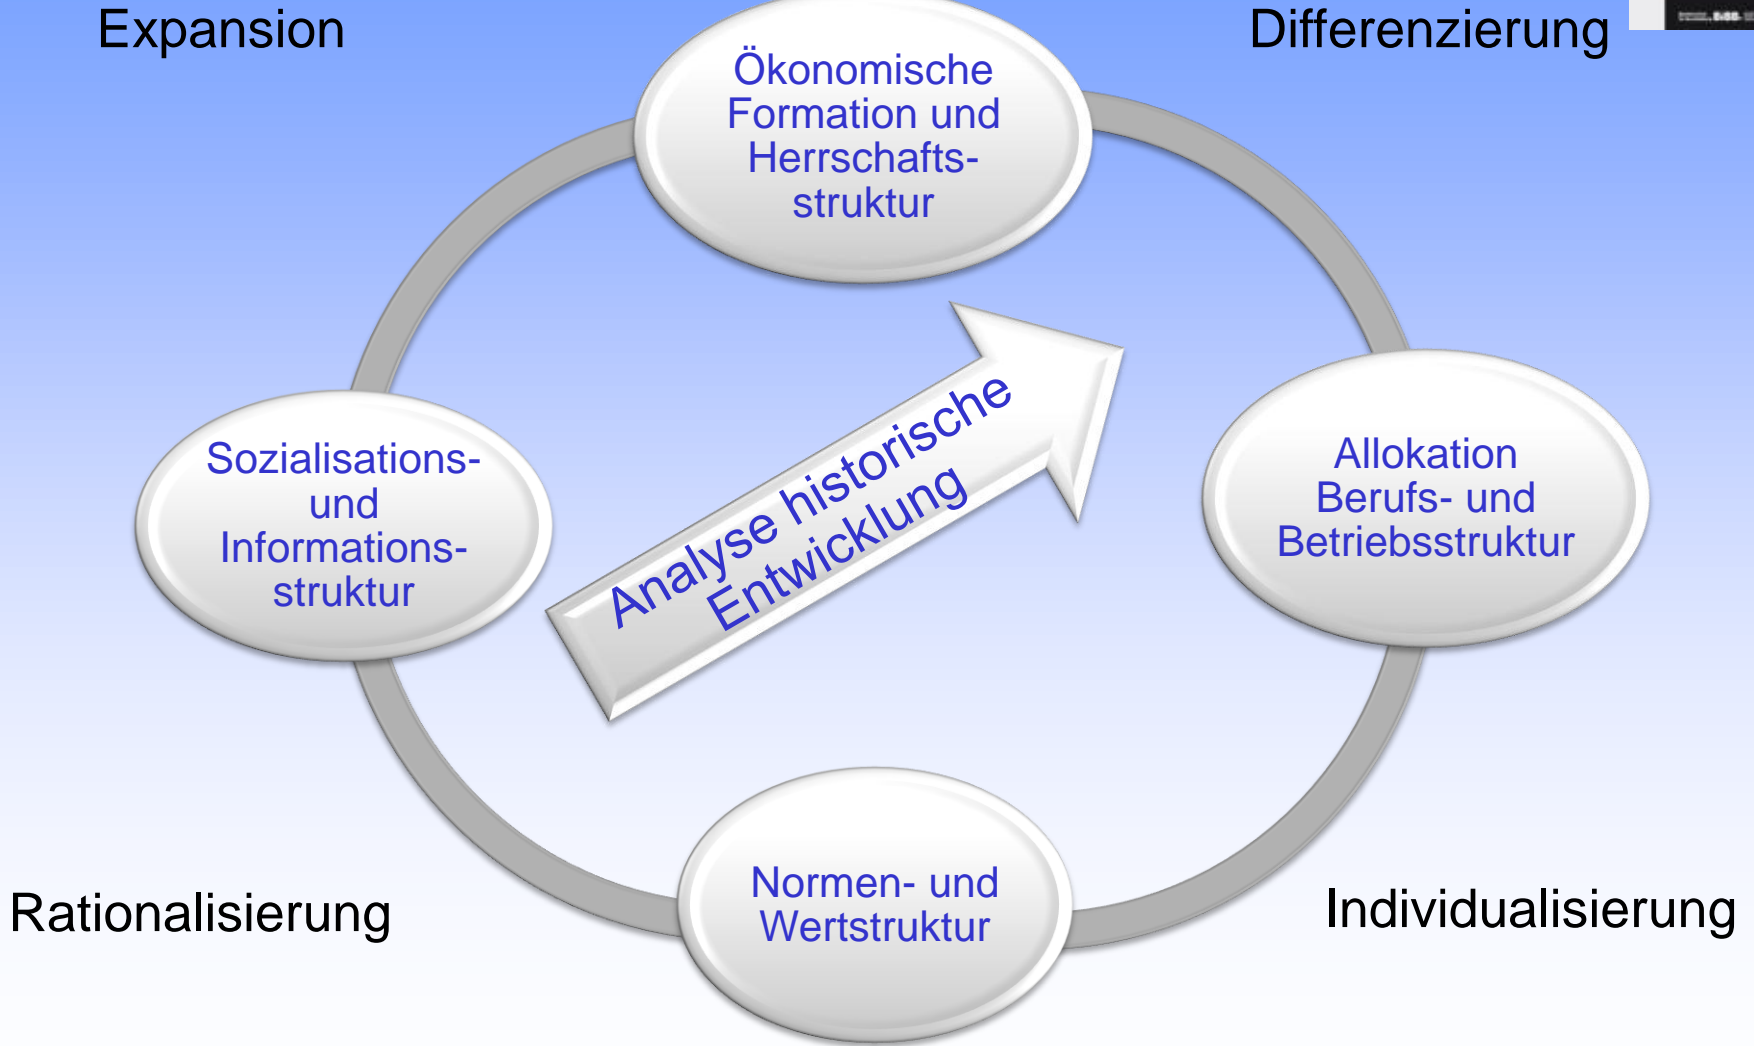 Expansion
Differenzierung
Ökonomische
Formation und
Herrschafts-
struktur
Sozialisations-
und
Informations-
struktur
Analyse historische
Entwicklung
Allokation
Berufs- und
Betriebsstruktur
Normen- und
Wertstruktur
Rationalisierung
Individualisierung